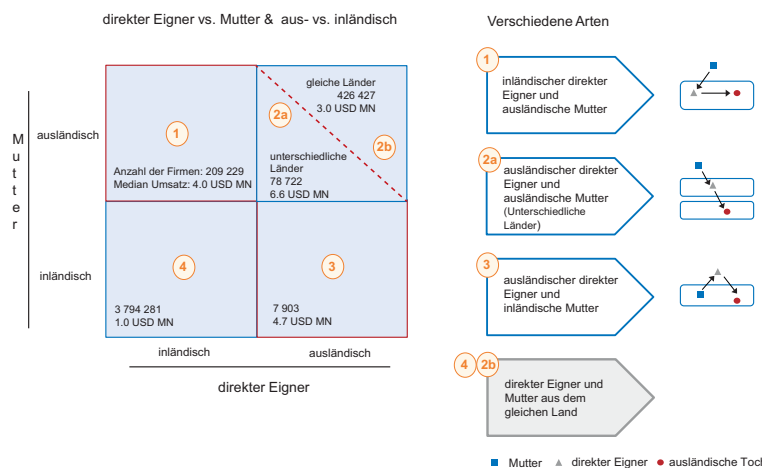 direkter Eigner vs. Mutter & aus- vs. inländisch
Mutter
ausländisch
inländisch
1
Anzahl der Firmen: 209 229
Median Umsatz: 4.0 USD MN
gleiche Länder
426 427
3.0 USD MN
2a
2b
unterschiedliche
Länder
78 722
6.6 USD MN
4
3 794 281
1.0 USD MN
3
7 903
4.7 USD MN
inländisch
ausländisch
direkter Eigner
Verschiedene Arten
1
inländischer direkter
Eigner und
ausländische Mutter
2a
ausländischer direkter
Eigner und
ausländische Mutter
(Unterschiedliche
Länder)
3
ausländischer direkter
Eigner und
inländische Mutter
4 2b
direkter Eigner und
Mutter aus dem
gleichen Land
Mutter direkter Eigner ausländische Toch